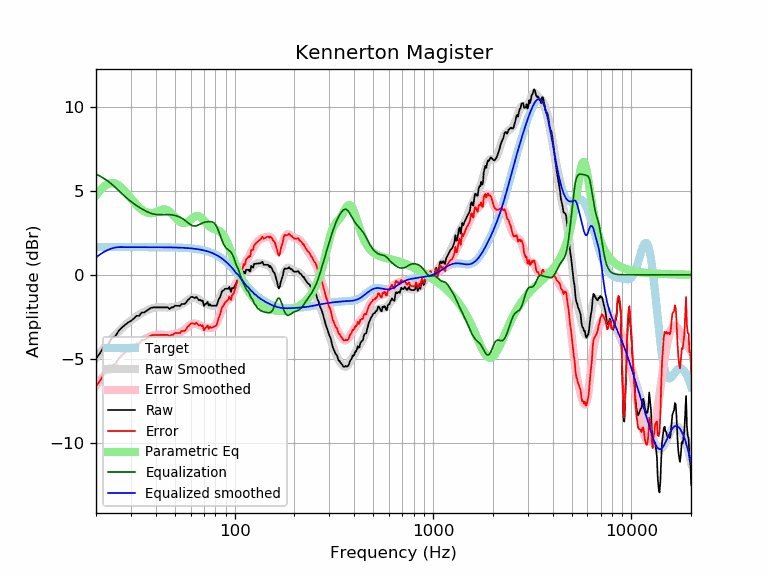 Kennerton Magister
10
5
0
−5
−10
Amplitude (dBr)
Target
Raw Smoothed
Error Smoothed
Raw
Error
Parametric Eq
Equalization
Equalized smoothed
100
1000
10000
Frequency (Hz)